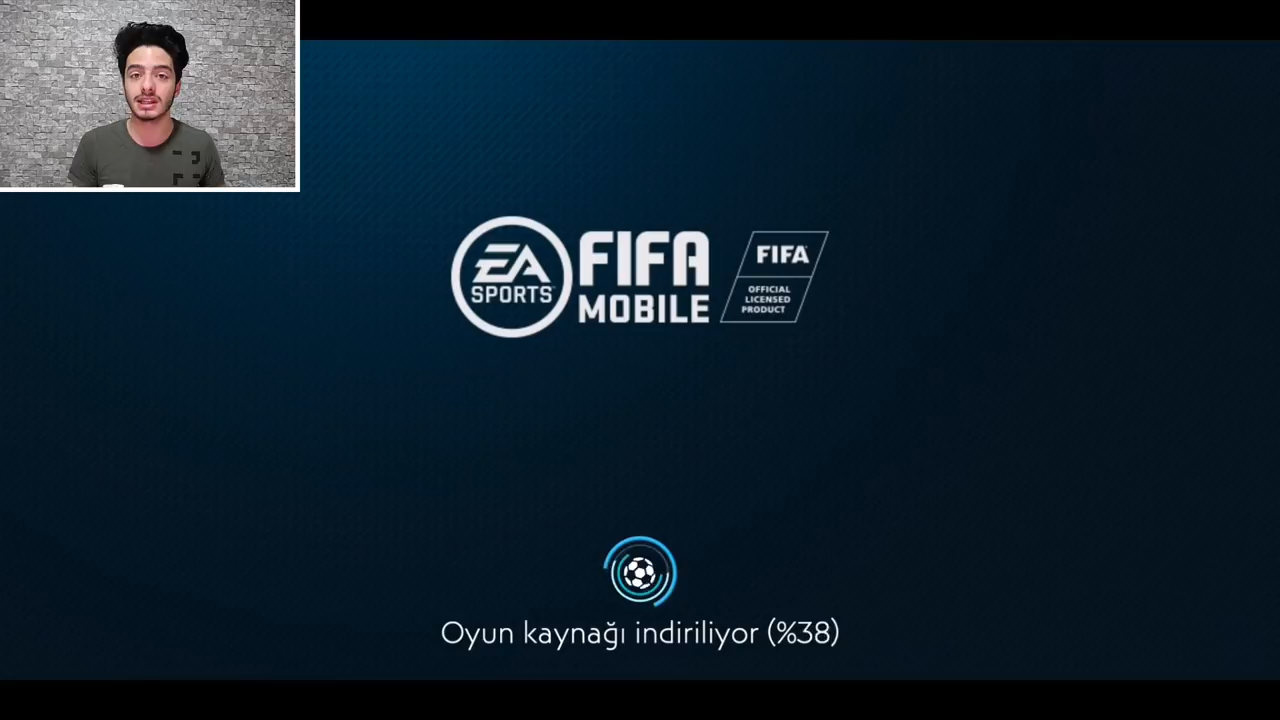 EA
SPORTS
FIFA
MOBILE
FIFA
OFFICIAL
LICENSED
PRODUCT
Oyun kaynağı indiriliyor (%38)